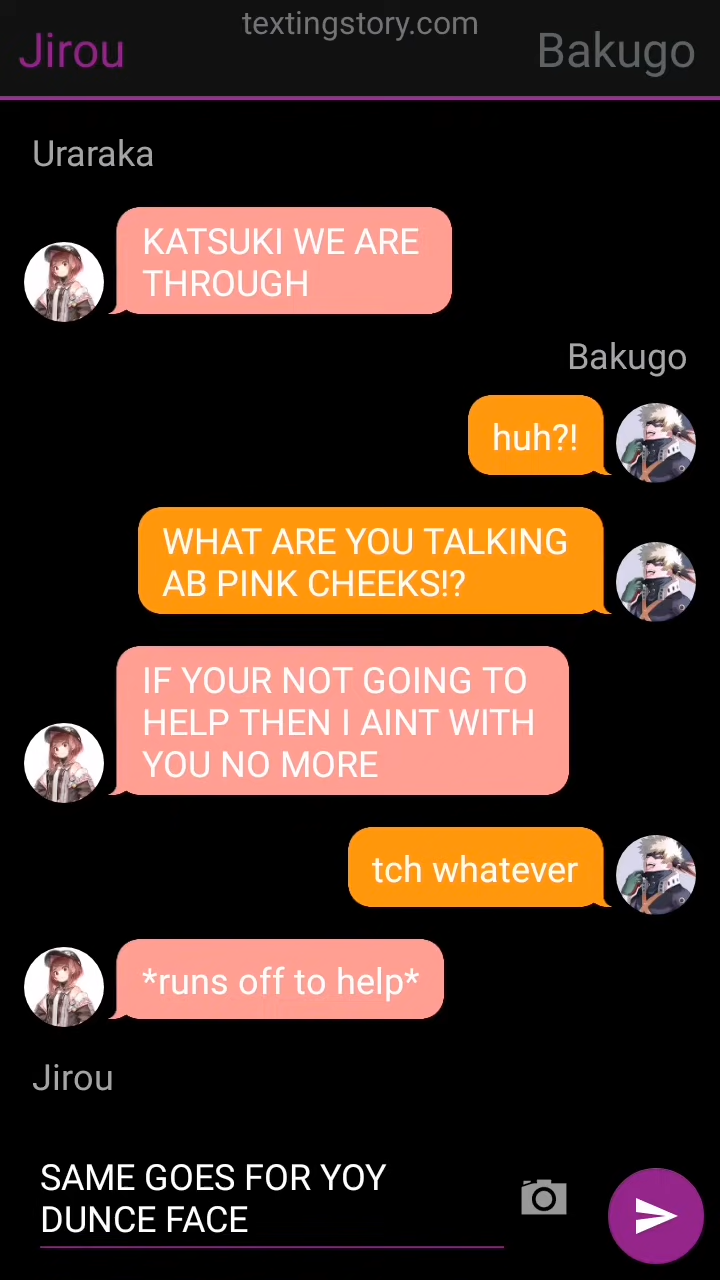 textingstory.com
Jirou
Bakugo
Uraraka
KATSUKI WE ARE
THROUGH
Bakugo
huh?!
WHAT ARE YOU TALKING
AB PINK CHEEKS!?
IF YOUR NOT GOING TO
HELP THEN I AINT WITH
YOU NO MORE
tch whatever
*runs off to help*
Jirou
SAME GOES FOR YOY
DUNCE FACE